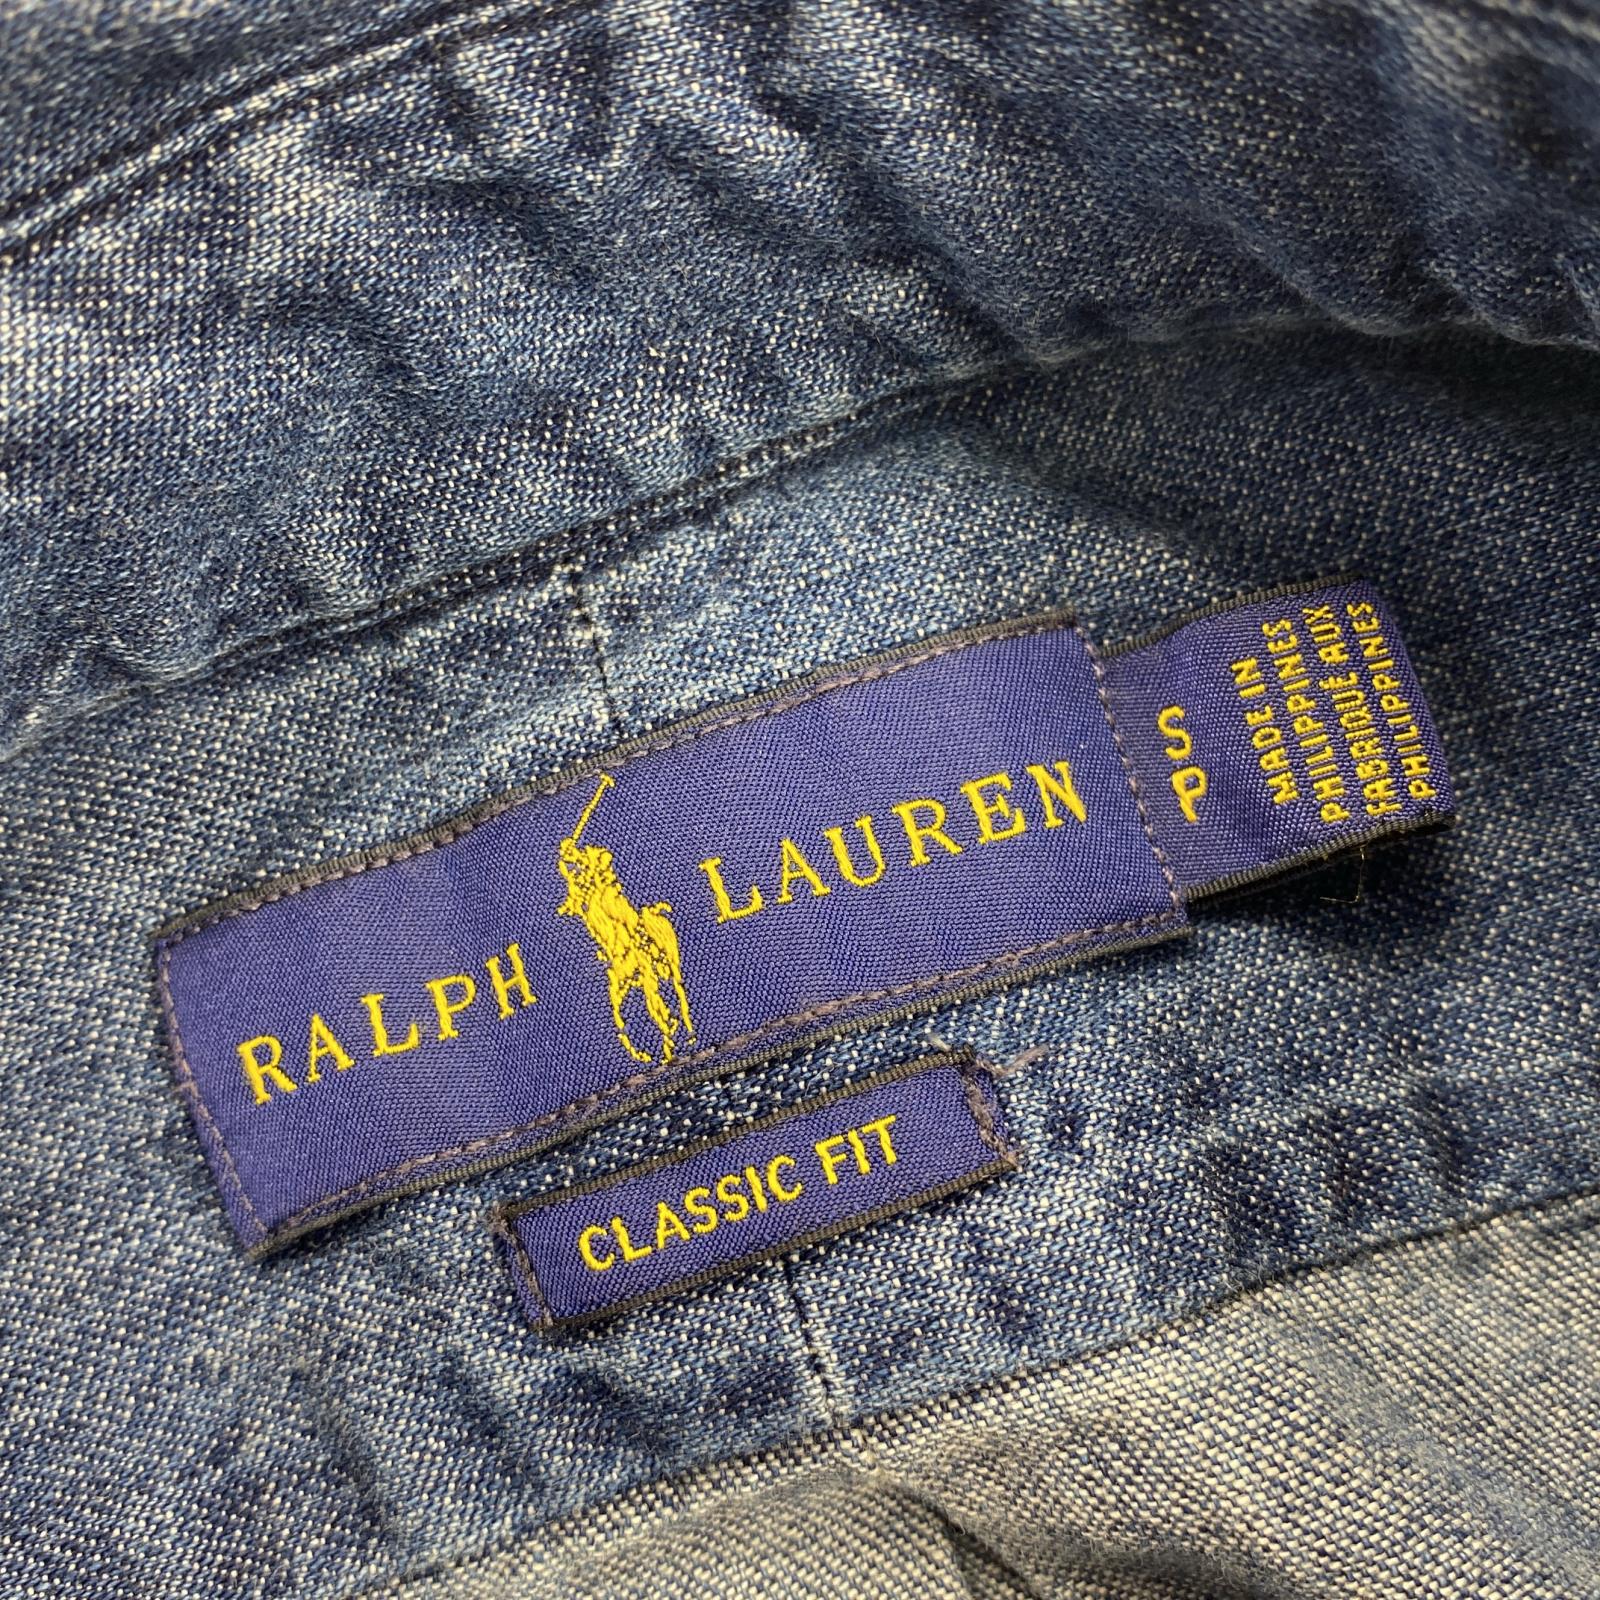 RALPH LAUREN
S
P
MADE IN
PHILIPPINES
FABRIQUÉ AUX
PHILIPPINES
CLASSIC FIT